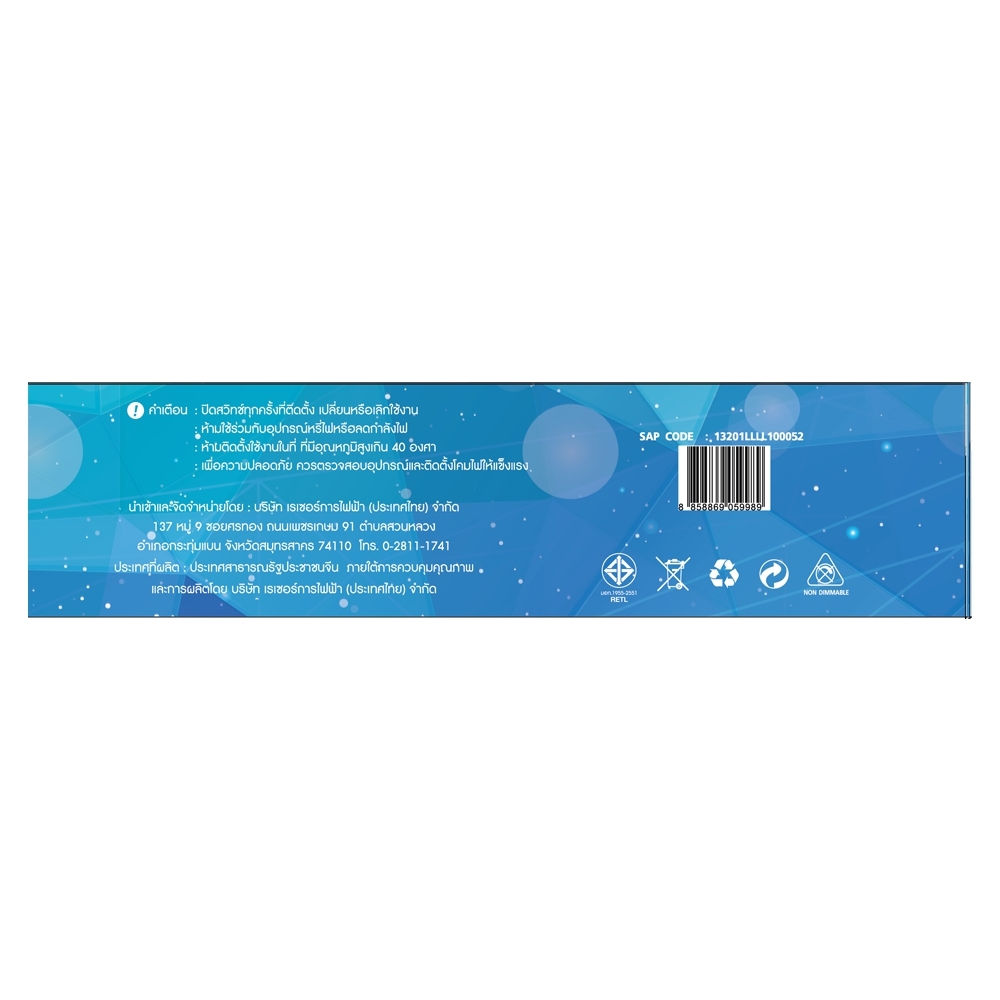 ! คำเตือน : ปิดสวิทช์ทุกครั้งที่ติดตั้ง เปลี่ยนหรือเลิกใช้งาน
: ห้ามใช้ร่วมกับอุปกรณ์หรี่ไฟหรือลดกำลังไฟ
: ห้ามติดตั้งใช้งานในที่ ที่มีอุณหภูมิสูงเกิน 40 องศา
: เพื่อความปลอดภัย ควรตรวจสอบอุปกรณ์และติดตั้งโคมไฟให้แข็งแรง
นำเข้าและจัดจำหน่ายโดย : บริษัท เรเซอร์การไฟฟ้า (ประเทศไทย) จำกัด
137 หมู่ 9 ซอยศรทอง ถนนเพชรเกษม 91 ตำบลสวนหลวง
อำเภอกระทุ่มแบน จังหวัดสมุทรสาคร 74110 โทร. 0-2811-1741
ประเทศที่ผลิต : ประเทศสาธารณรัฐประชาชนจีน ภายใต้การควบคุมคุณภาพ
และการผลิตโดย บริษัท เรเซอร์การไฟฟ้า (ประเทศไทย) จำกัด
SAP CODE : 13201LLLL100052
8 858869 059989
มอก.1955-2551
RETL
NON DIMMABLE